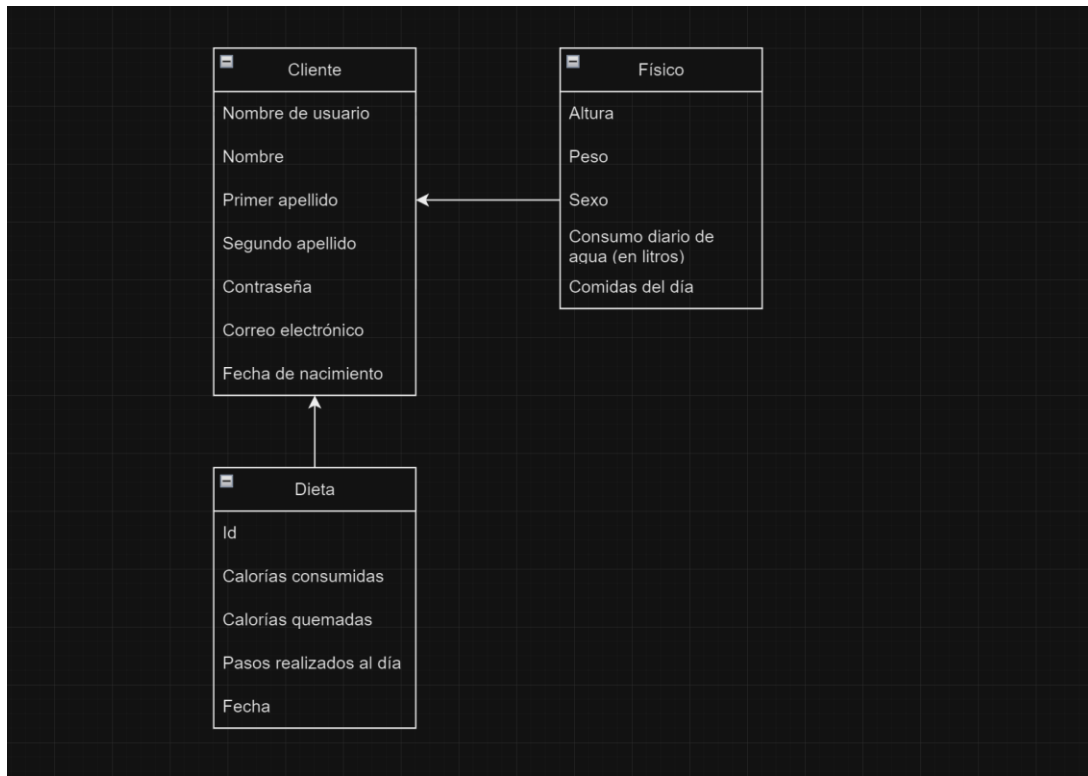 Cliente
Nombre de usuario
Nombre
Primer apellido
Segundo apellido
Contraseña
Correo electrónico
Fecha de nacimiento
Físico
Altura
Peso
Sexo
Consumo diario de
agua (en litros)
Comidas del día
Dieta
Id
Calorías consumidas
Calorías quemadas
Pasos realizados al día
Fecha